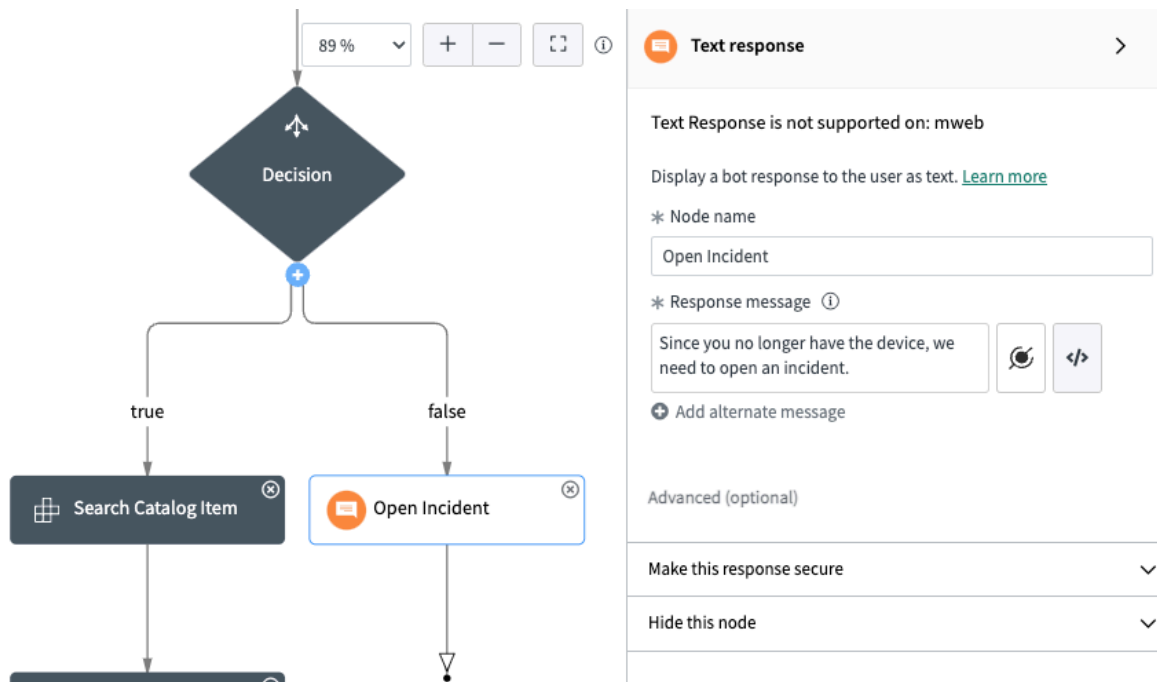 89 %
Decision
true
false
Search Catalog Item
Open Incident
Text response
Text Response is not supported on: mweb
Display a bot response to the user as text. Learn more
Node name
Open Incident
Response message
Since you no longer have the device, we
need to open an incident.
</>
Add alternate message
Advanced (optional)
Make this response secure
Hide this node